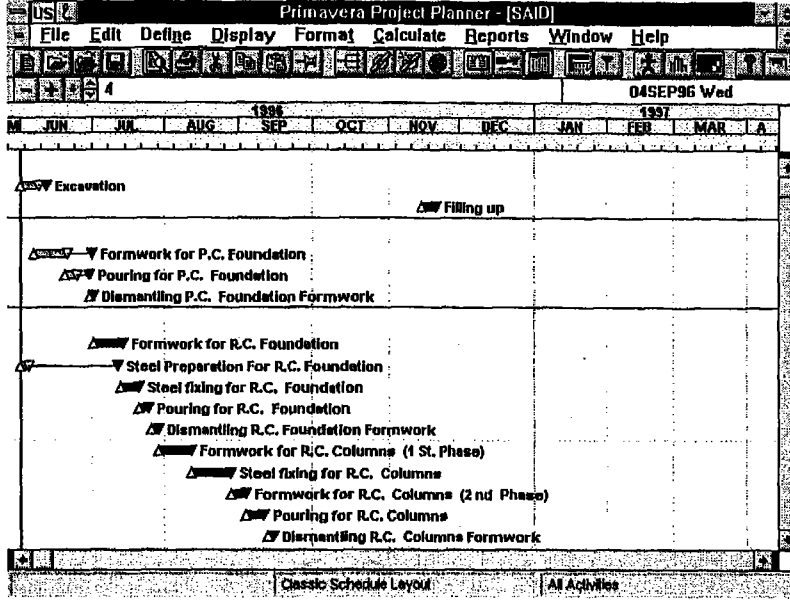 US Primavera Project Planner - [SAID]
File Edit Define Display Format Calculate Reports Window Help
4 04SEP96 Wed
1996 1997
M JUN JUL AUG SEP OCT NOV DEC JAN FEB MAR A
Excavation
Filling up
Formwork for P.C. Foundation
Pouring for P.C. Foundation
Dismantling P.C. Foundation Formwork
Formwork for R.C. Foundation
Steel Preparation For R.C. Foundation
Steel fixing for R.C. Foundation
Pouring for R.C. Foundation
Dismantling R.C. Foundation Formwork
Formwork for R.C. Columns (1 St. Phase)
Steel fixing for R.C. Columns
Formwork for R.C. Columns (2 nd Phase)
Pouring for R.C. Columns
Dismantling R.C. Columns Formwork
Classic Schedule Layout All Activities